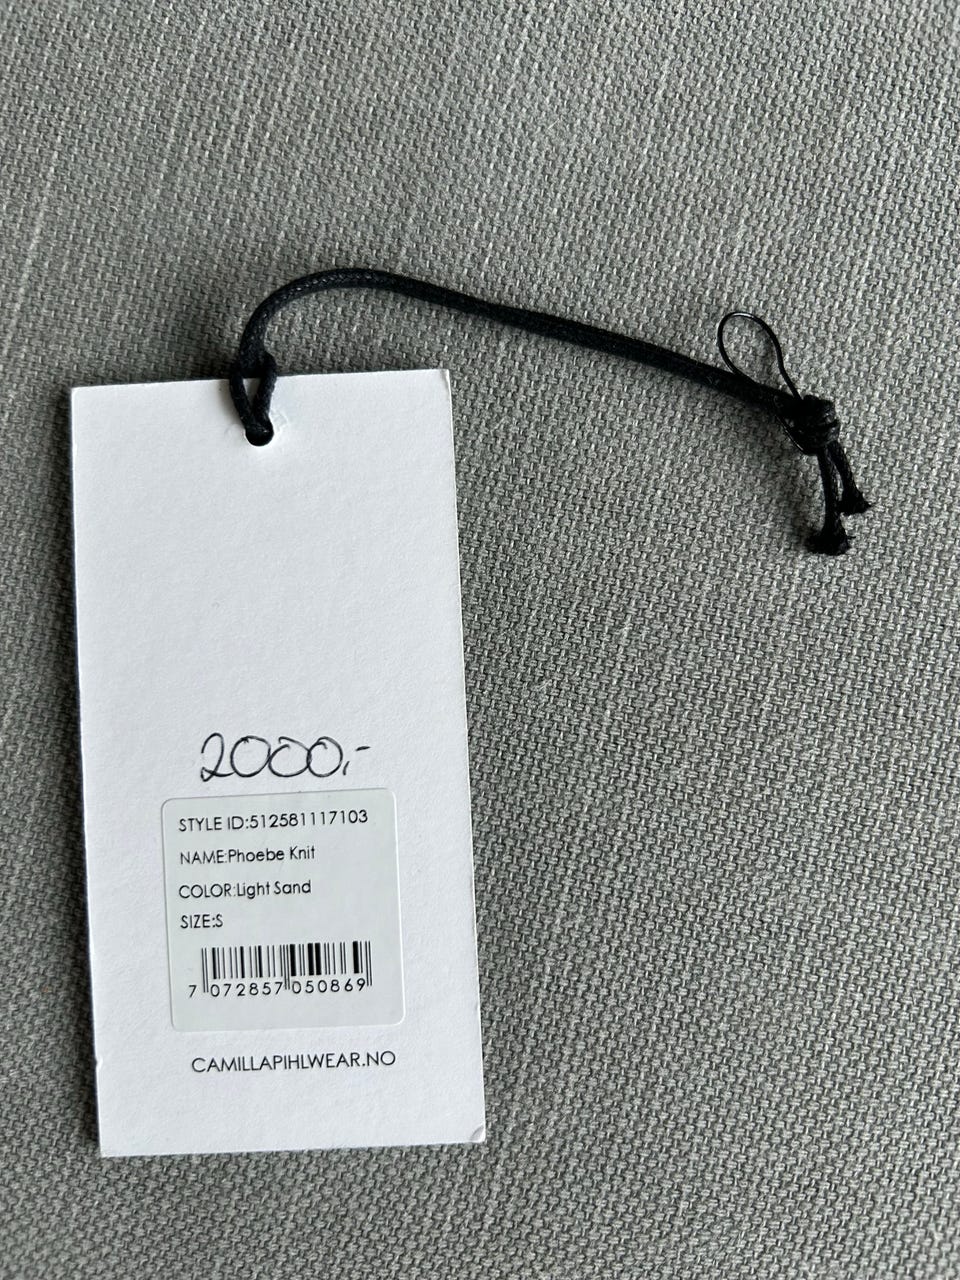 2000,-
STYLE ID:512581117103
NAME:Phoebe Knit
COLOR:Light Sand
SIZE:S
7 072857 050869
CAMILLAPIHLWEAR.NO